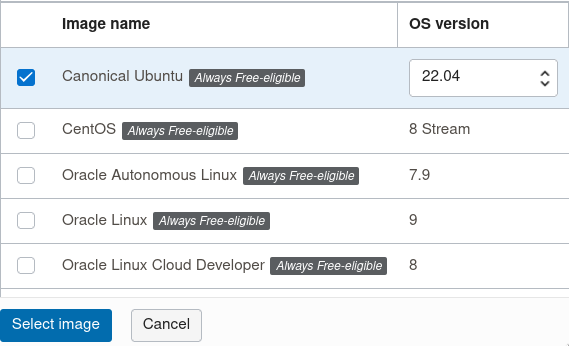 Image name OS version
Canonical Ubuntu Always Free-eligible 22.04
CentOS Always Free-eligible 8 Stream
Oracle Autonomous Linux Always Free-eligible 7.9
Oracle Linux Always Free-eligible 9
Oracle Linux Cloud Developer Always Free-eligible 8
Select image Cancel